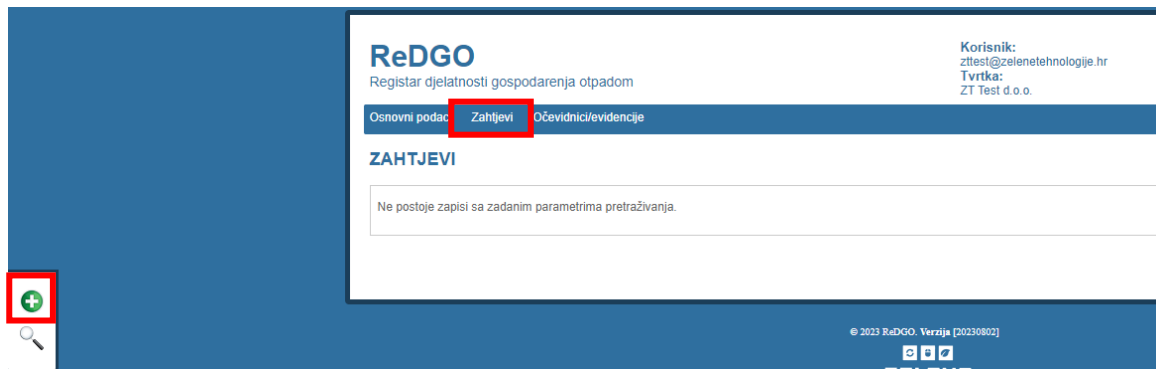 ReDGO
Registar djelatnosti gospodarenja otpadom
Korisnik:
zttest@zelenetehnologije.hr
Tvrtka:
ZT Test d.o.o.
Osnovni podac Zahtjevi Očevidnici/evidencije
ZAHTJEVI
Ne postoje zapisi sa zadanim parametrima pretraživanja.
© 2023 ReDGO. Verzija [20230802]